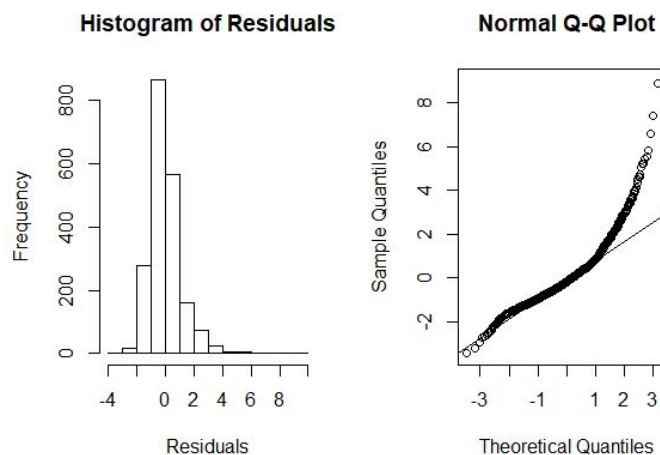 Histogram of Residuals
Frequency
0 200 400 600 800
-4 0 2 4 6 8
Residuals
Normal Q-Q Plot
Sample Quantiles
-2 0 2 4 6 8
-3 -1 1 2 3
Theoretical Quantiles